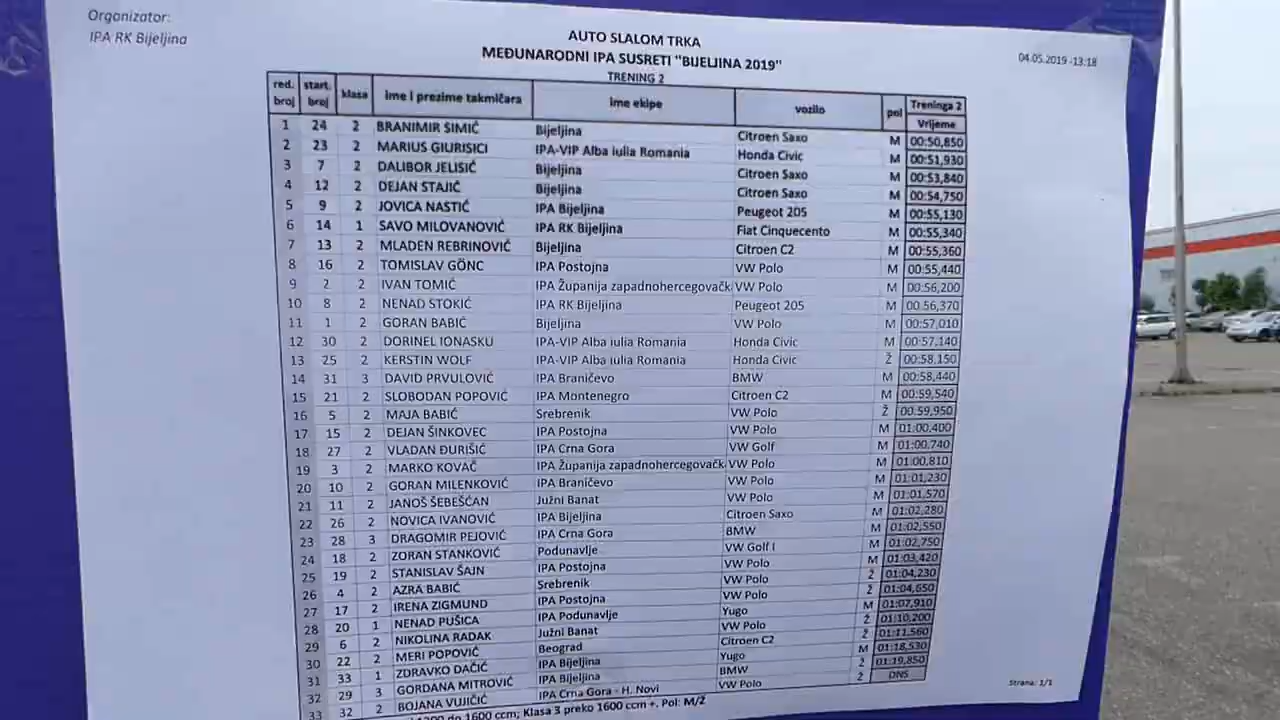 Organizator:
IPA RK Bijeljina
AUTO SLALOM TRKA
MEĐUNARODNI IPA SUSRETI "BIJELJINA 2019"
04.05.2019 -13:18
TRENING 2
red. broj start. broj klasa ime i prezime takmičara ime ekipe vozilo pol Treninga 2 Vrijeme
1 24 2 BRANIMIR ŠIMIĆ Bijeljina Citroen Saxo M 00:50,850
2 23 2 MARIUS GIURISICI IPA-VIP Alba iulia Romania Honda Civic M 00:51,930
3 7 2 DALIBOR JELISIĆ Bijeljina Citroen Saxo M 00:53,840
4 12 2 DEJAN STAJIĆ Bijeljina Citroen Saxo M 00:54,750
5 9 2 JOVICA NASTIĆ IPA Bijeljina Peugeot 205 M 00:55,130
6 14 1 SAVO MILOVANOVIĆ IPA RK Bijeljina Fiat Cinquecento M 00:55,340
7 13 2 MLADEN REBRINOVIĆ Bijeljina Citroen C2 M 00:55,360
8 16 2 TOMISLAV GÖNC IPA Postojna VW Polo M 00:55,440
9 2 2 IVAN TOMIĆ IPA Županija zapadnohercegovačk VW Polo M 00:56,200
10 8 2 NENAD STOKIĆ IPA RK Bijeljina Peugeot 205 M 00:56,370
11 1 2 GORAN BABIĆ Bijeljina VW Polo M 00:57,010
12 30 2 DORINEL IONASKU IPA-VIP Alba iulia Romania Honda Civic M 00:57,140
13 25 2 KERSTIN WOLF IPA-VIP Alba iulia Romania Honda Civic Ž 00:58,150
14 31 3 DAVID PRVULOVIĆ IPA Braničevo BMW M 00:58,440
15 21 2 SLOBODAN POPOVIĆ IPA Montenegro Citroen C2 M 00:59,540
16 5 2 MAJA BABIĆ Srebrenik VW Polo Ž 00:59,950
17 15 2 DEJAN ŠINKOVEC IPA Postojna VW Polo M 01:00,400
18 27 2 VLADAN ĐURIŠIĆ IPA Crna Gora VW Golf M 01:00,740
19 3 2 MARKO KOVAČ IPA Županija zapadnohercegovačk VW Polo M 01:00,810
20 10 2 GORAN MILENKOVIĆ IPA Braničevo VW Polo M 01:01,230
21 11 2 JANOŠ ŠEBEŠĆAN Južni Banat VW Polo M 01:01,570
22 26 2 NOVICA IVANOVIĆ IPA Bijeljina Citroen Saxo M 01:02,280
23 28 3 DRAGOMIR PEJOVIĆ IPA Crna Gora BMW M 01:02,550
24 18 2 ZORAN STANKOVIĆ Podunavlje VW Golf I M 01:02,750
25 19 2 STANISLAV ŠAJN IPA Postojna VW Polo M 01:03,420
26 4 2 AZRA BABIĆ Srebrenik VW Polo Ž 01:04,230
27 17 2 IRENA ZIGMUND IPA Postojna VW Polo Ž 01:04,650
28 20 1 NENAD PUŠICA IPA Podunavlje Yugo M 01:07,910
29 6 2 NIKOLINA RADAK Južni Banat VW Polo Ž 01:10,200
30 22 2 MERI POPOVIĆ Beograd Citroen C2 Ž 01:11,560
31 33 1 ZDRAVKO DAČIĆ IPA Bijeljina Yugo M 01:18,530
32 29 3 GORDANA MITROVIĆ IPA Bijeljina BMW Ž 01:19,850
33 32 2 BOJANA VUJIČIĆ IPA Crna Gora - H. Novi VW Polo Ž DNS
do 1600 ccm; Klasa 3 preko 1600 ccm +. Pol: M/Ž
Strana: 1/1